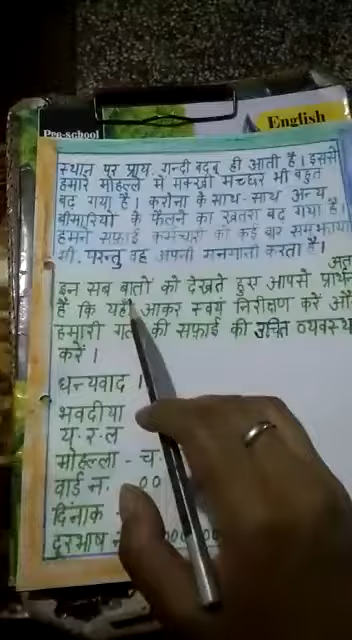 Pre-school
English
स्थान पर प्राय. गन्दी बदबू ही आती है। इससे
हमारे मोहल्ले में मक्खी मच्छर भी बहुत
बढ गया है। करोना के साथ-साथ अन्य
बीमारियो के फैलने का खतरा बढ गया है।
हमने सफ़ाई कर्मचारी को कई बार समझाया
भी. परन्तु वह अपनी मनमानी करता है।
अतः
इन सब बातों को देखते हुए आपसे प्रार्थन
है कि यहाँ आकर स्वयं निरीक्षण करें औ
हमारी की सफ़ाई की उचित व्यवस्थ
करें।
धन्यवाद।
भवदीया
य. र. ल
मोहल्ला - च.
वार्ड न. 00
दिनांक -
दूरभाष न